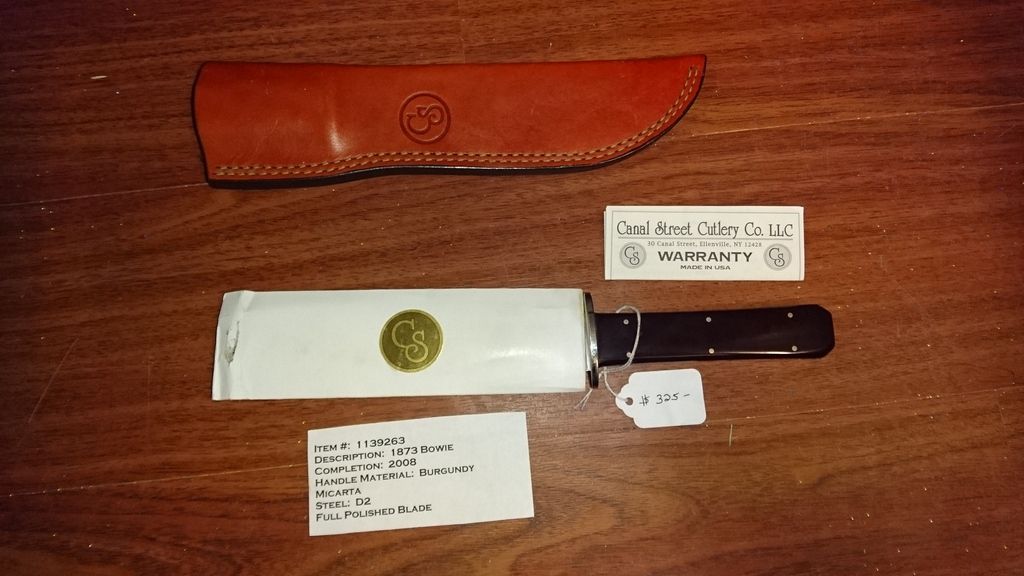 CS
Canal Street Cutlery Co. LLC
30 Canal Street, Ellenville, NY 12428
CS WARRANTY CS
MADE IN USA
CS
$ 325-
ITEM #: 1139263
DESCRIPTION: 1873 BOWIE
COMPLETION: 2008
HANDLE MATERIAL: BURGUNDY
MICARTA
STEEL: D2
FULL POLISHED BLADE